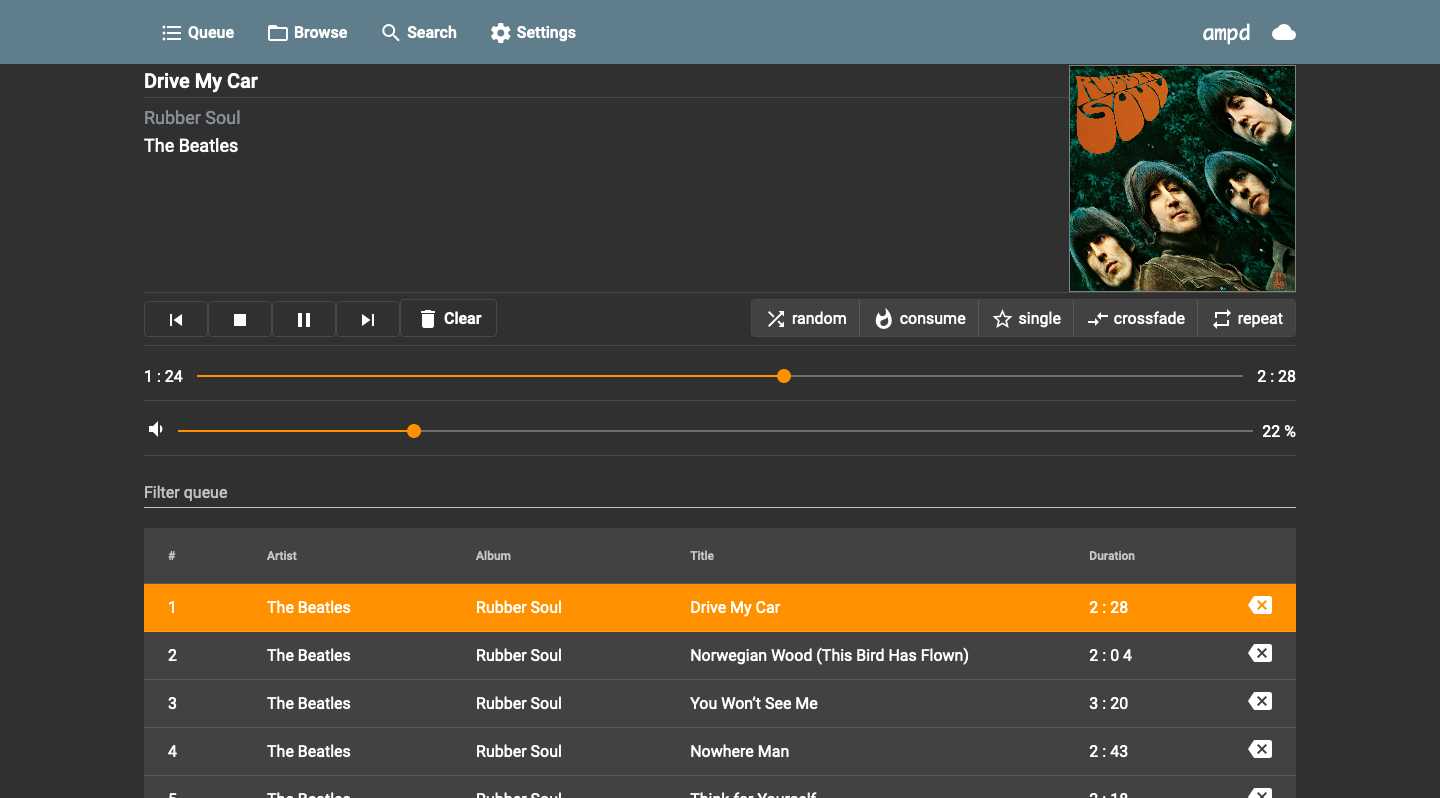 Queue Browse Search Settings ampd
Drive My Car
Rubber Soul
The Beatles
RUBBER SOUL
Clear random consume single crossfade repeat
1 : 24 2 : 28
22 %
Filter queue
# Artist Album Title Duration
1 The Beatles Rubber Soul Drive My Car 2 : 28
2 The Beatles Rubber Soul Norwegian Wood (This Bird Has Flown) 2 : 0 4
3 The Beatles Rubber Soul You Won’t See Me 3 : 20
4 The Beatles Rubber Soul Nowhere Man 2 : 43
5 The Beatles Rubber Soul Think for Yourself 2 : 18